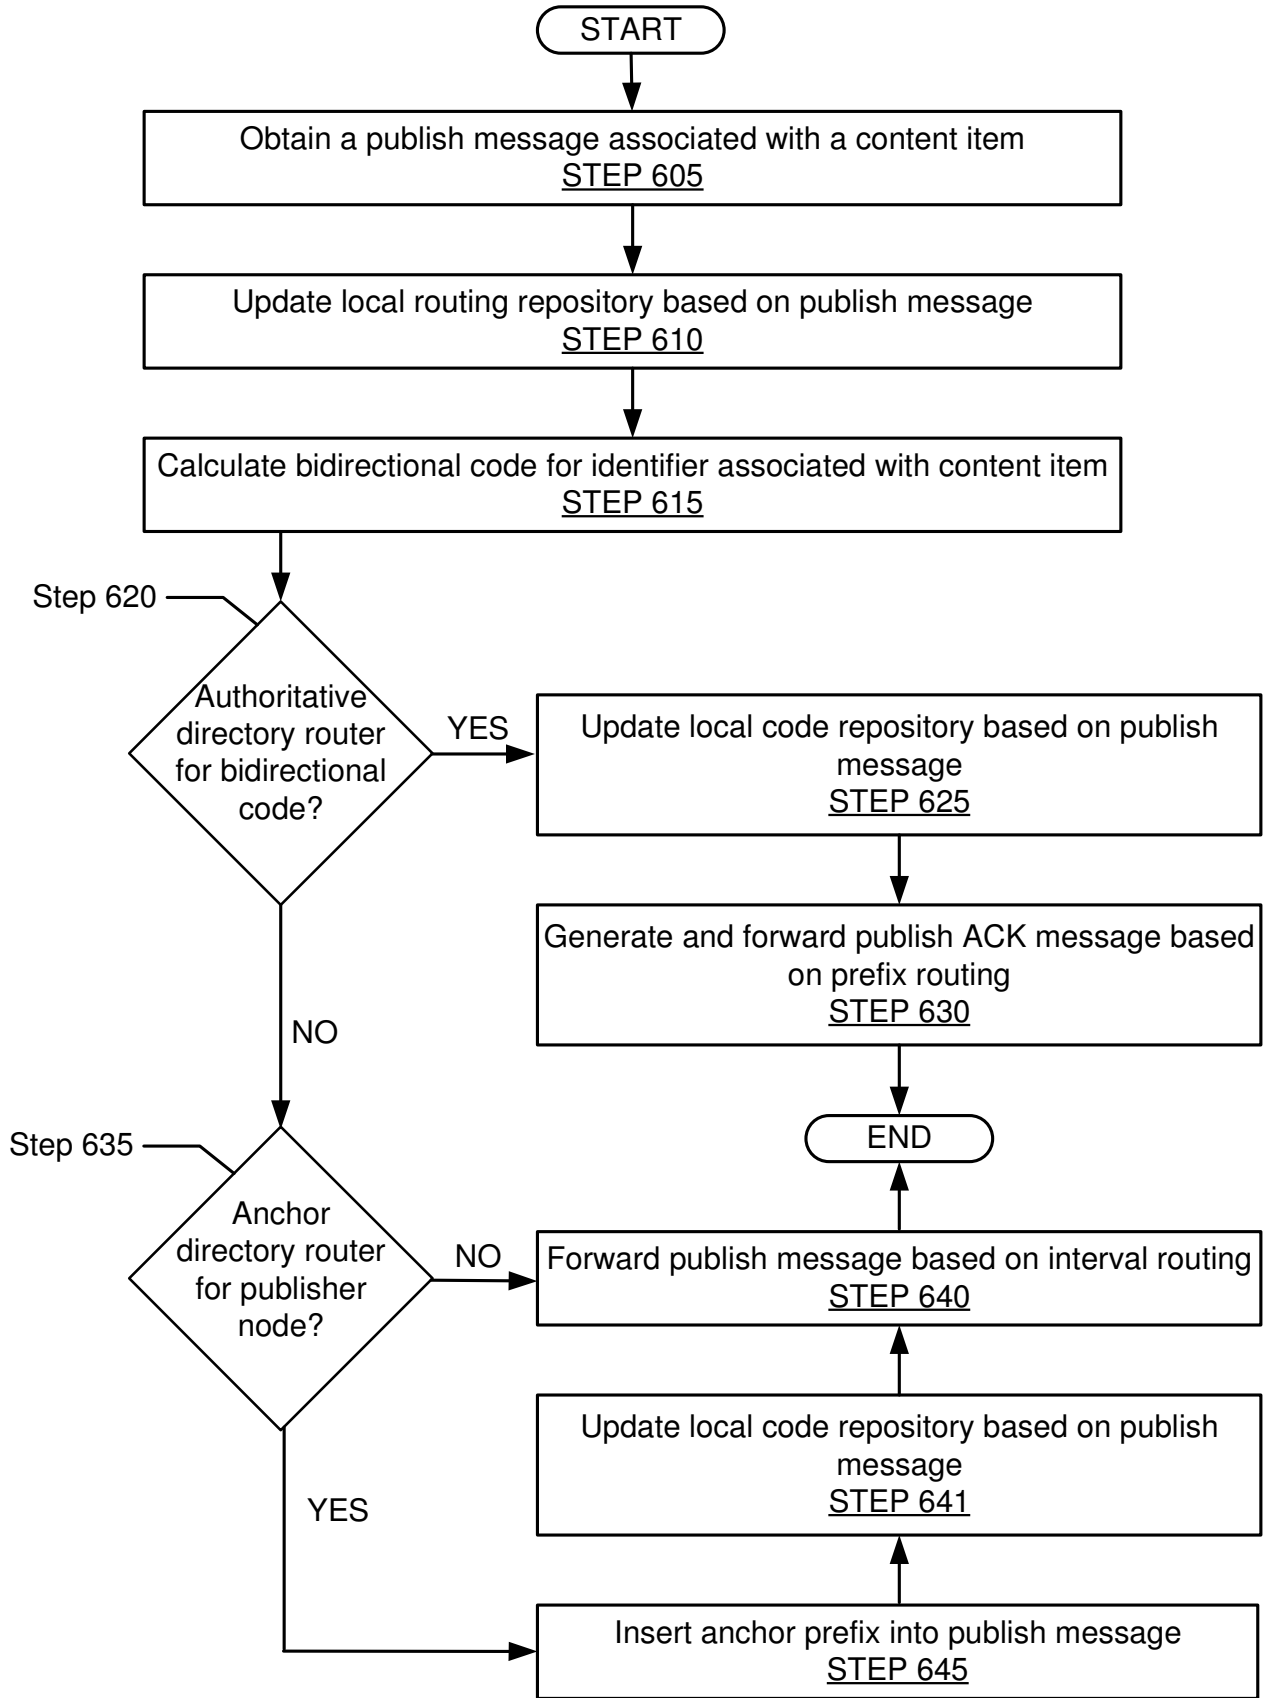 START
Obtain a publish message associated with a content item
STEP 605
Update local routing repository based on publish message
STEP 610
Calculate bidirectional code for identifier associated with content item
STEP 615
Step 620
Authoritative
directory router
for bidirectional
code?
YES
Update local code repository based on publish
message
STEP 625
Generate and forward publish ACK message based
on prefix routing
STEP 630
NO
END
Step 635
Anchor
directory router
for publisher
node?
NO
Forward publish message based on interval routing
STEP 640
Update local code repository based on publish
message
STEP 641
YES
Insert anchor prefix into publish message
STEP 645